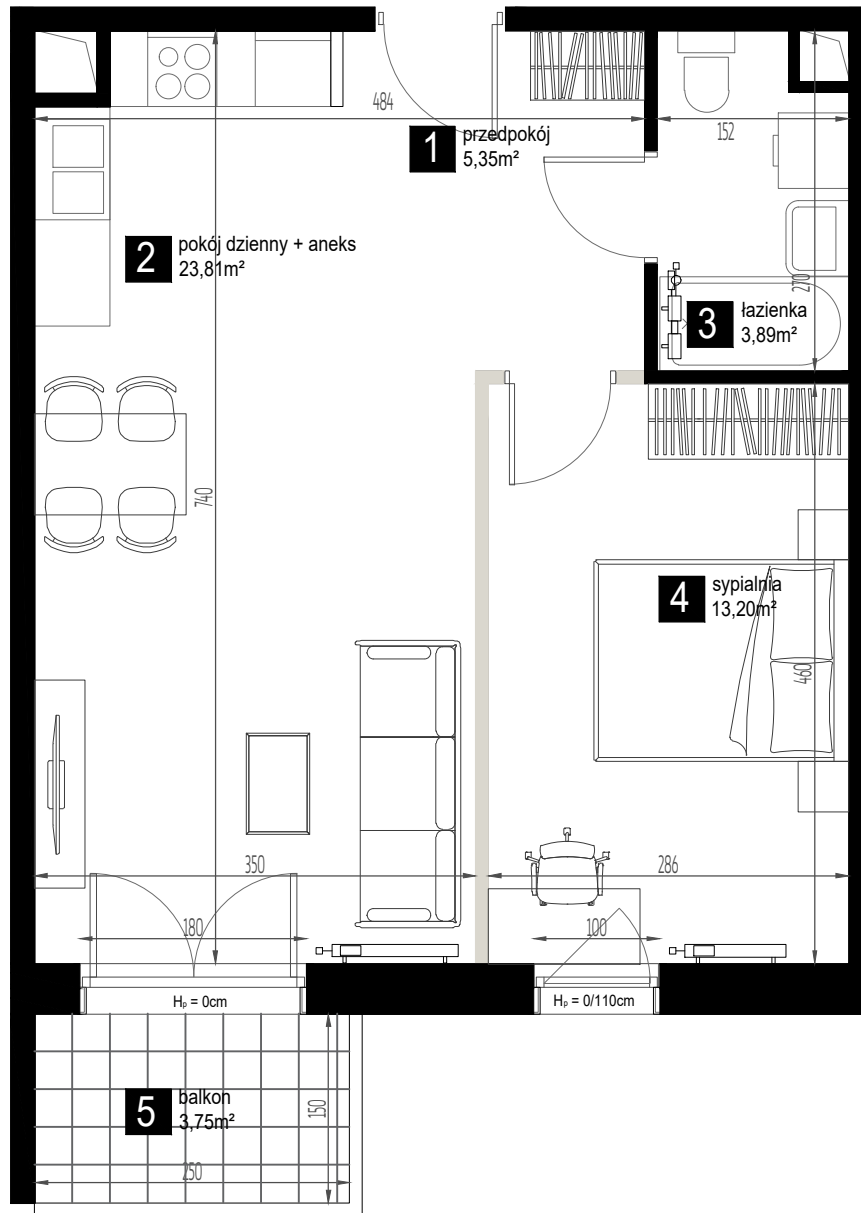 484
1
przedpokój
5,35m²
152
2
pokój dzienny + aneks
23,81m²
270
3
łazienka
3,89m²
740
4
sypialnia
13,20m²
460
350
286
180
100
Hₚ = 0cm
Hₚ = 0/110cm
5
balkon
3,75m²
150
250